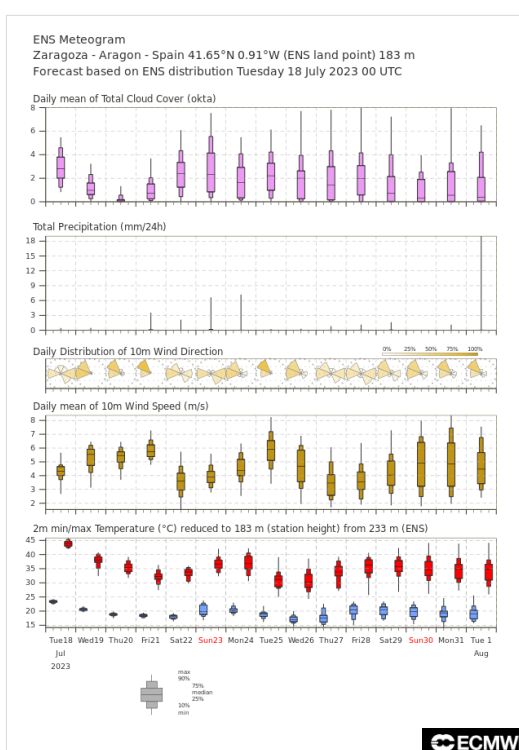 ENS Meteogram
Zaragoza - Aragon - Spain 41.65°N 0.91°W (ENS land point) 183 m
Forecast based on ENS distribution Tuesday 18 July 2023 00 UTC
Daily mean of Total Cloud Cover (okta)
8
6
4
2
0
Total Precipitation (mm/24h)
18
15
12
9
6
3
0
Daily Distribution of 10m Wind Direction
0% 25% 50% 75% 100%
Daily mean of 10m Wind Speed (m/s)
8
7
6
5
4
3
2
2m min/max Temperature (°C) reduced to 183 m (station height) from 233 m (ENS)
45
40
35
30
25
20
15
Tue18 Wed19 Thu20 Fri21 Sat22 Sun23 Mon24 Tue25 Wed26 Thu27 Fri28 Sat29 Sun30 Mon31 Tue 1
Jul Aug
2023
max
90%
75%
median
25%
10%
min
ECMW